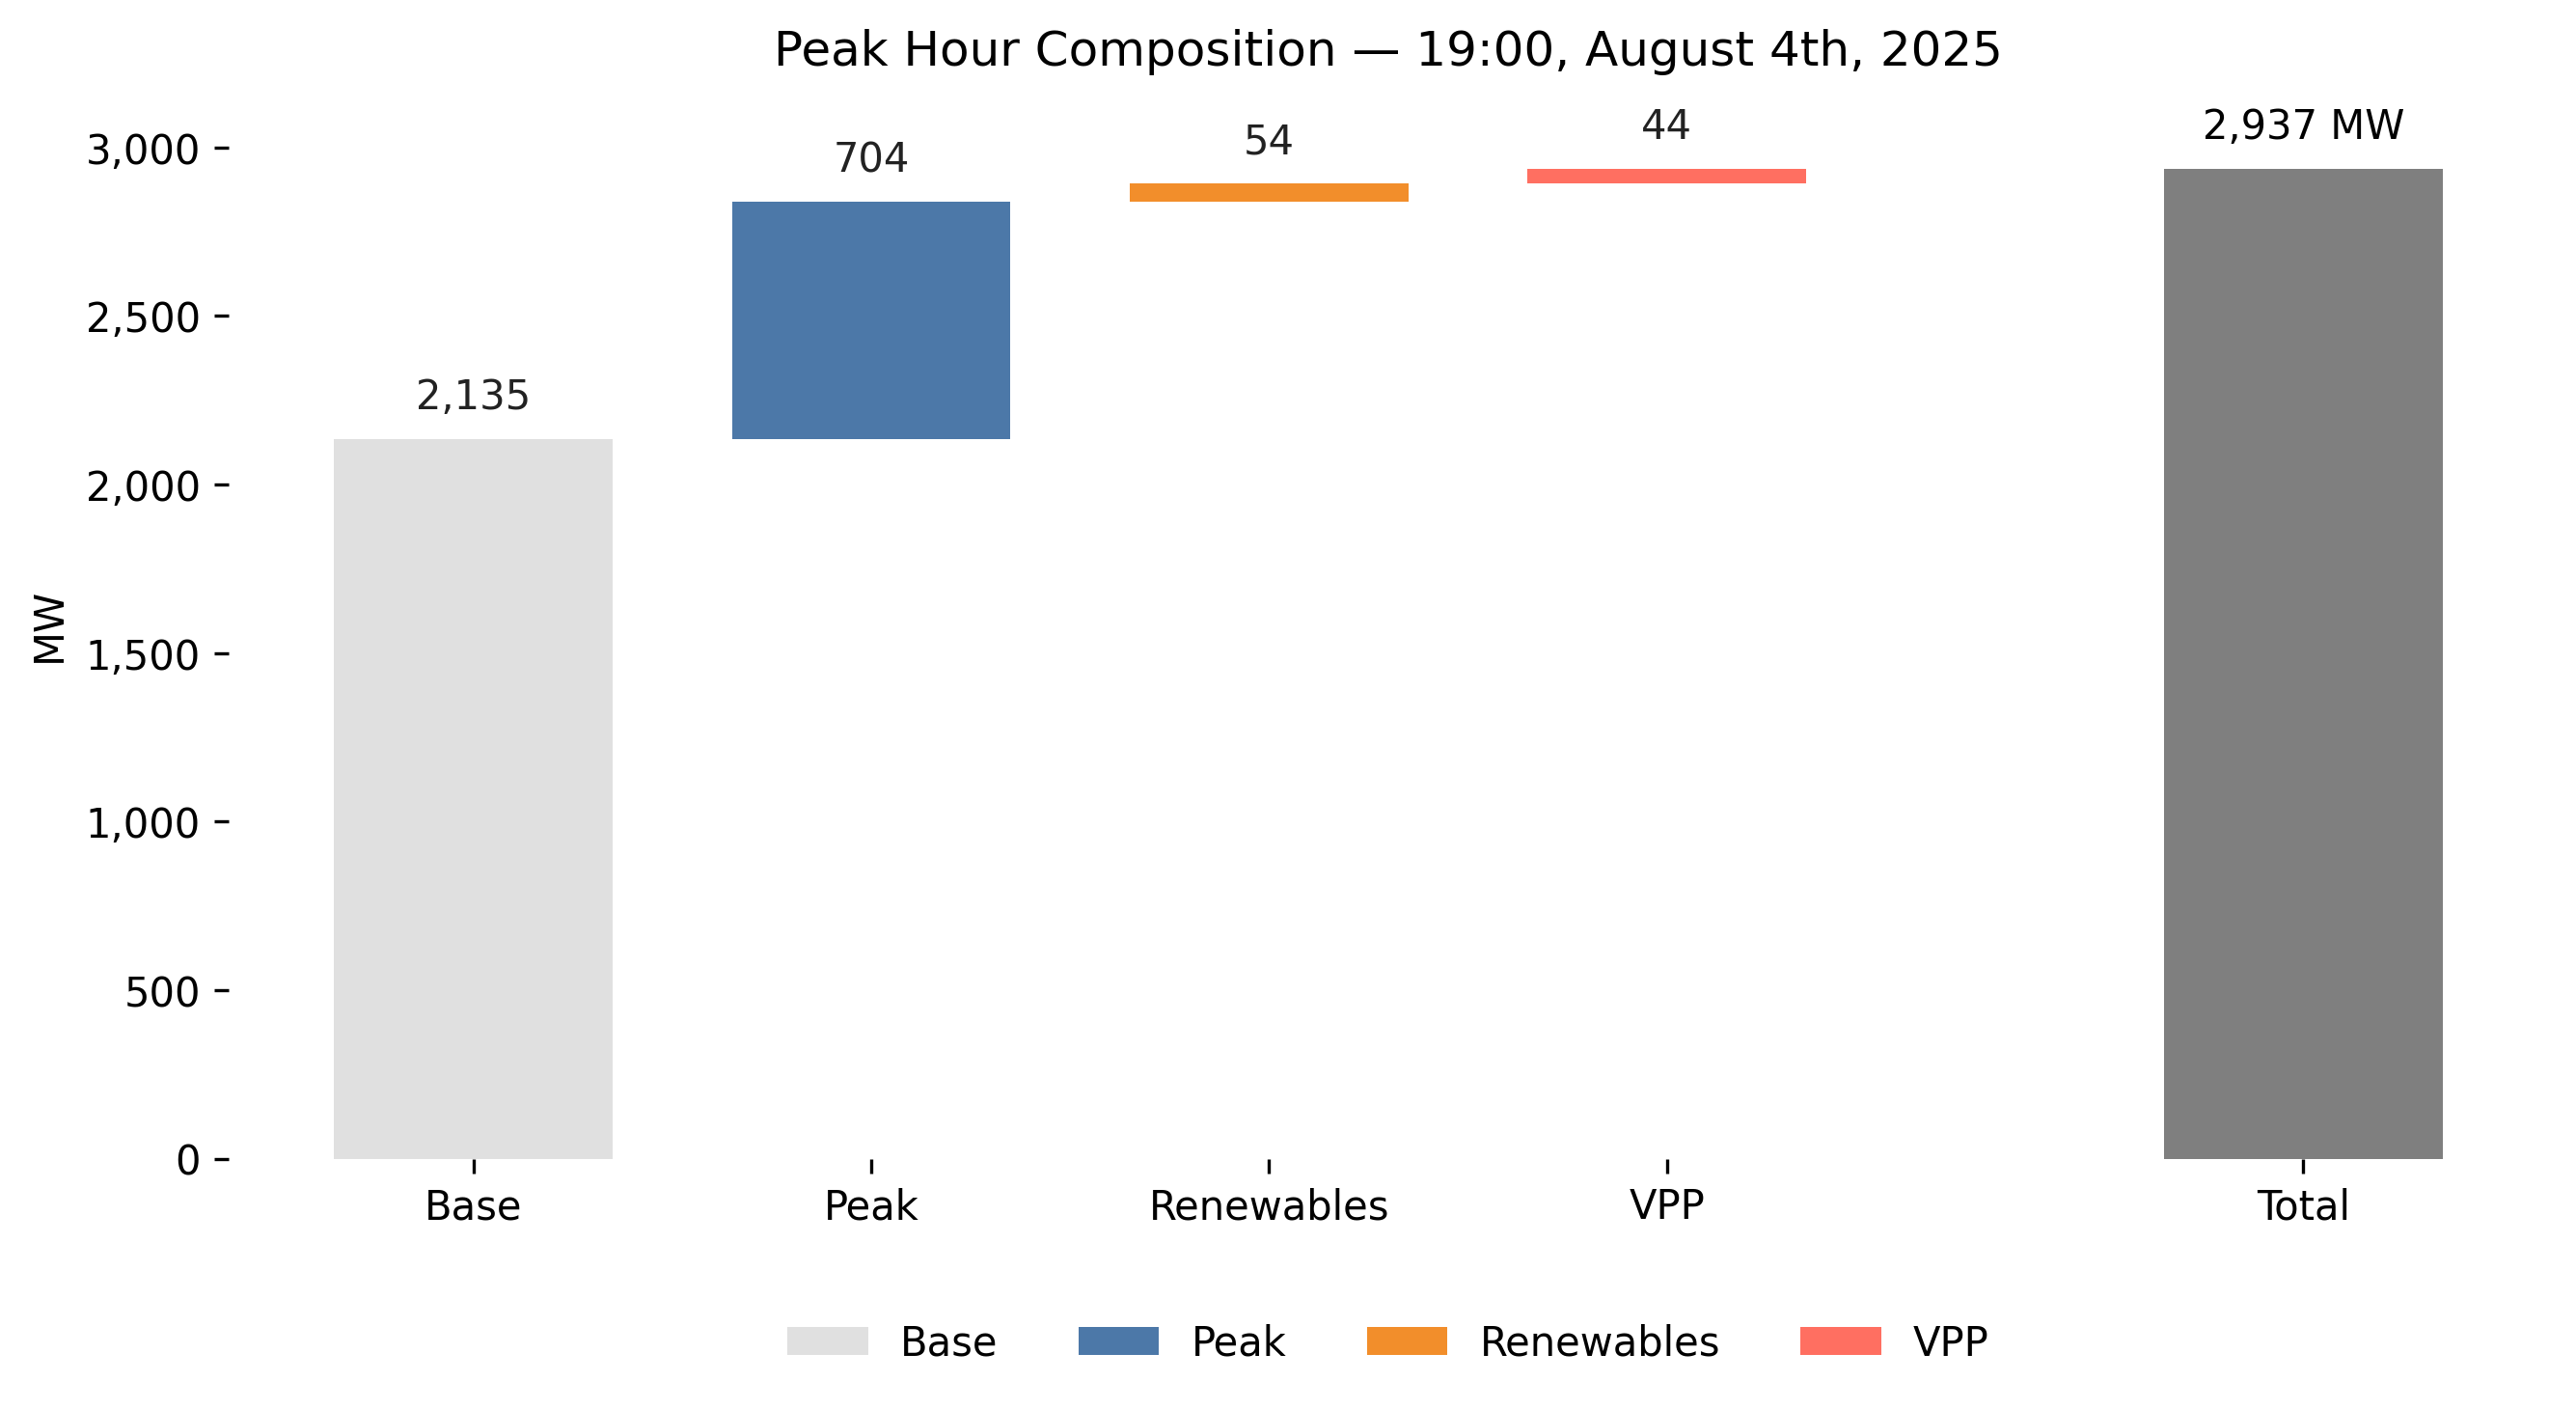 Peak Hour Composition — 19:00, August 4th, 2025
MW
3,000
2,500
2,000
1,500
1,000
500
0
2,135
704
54
44
2,937 MW
Base
Peak
Renewables
VPP
Total
Base
Peak
Renewables
VPP